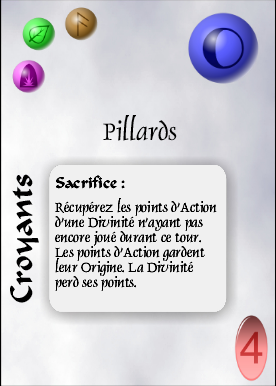 Pillards
Croyants
Sacrifice :
Récupérez les points d'Action
d'une Divinité n'ayant pas
encore joué durant ce tour.
Les points d'Action gardent
leur Origine. La Divinité
perd ses points.
4